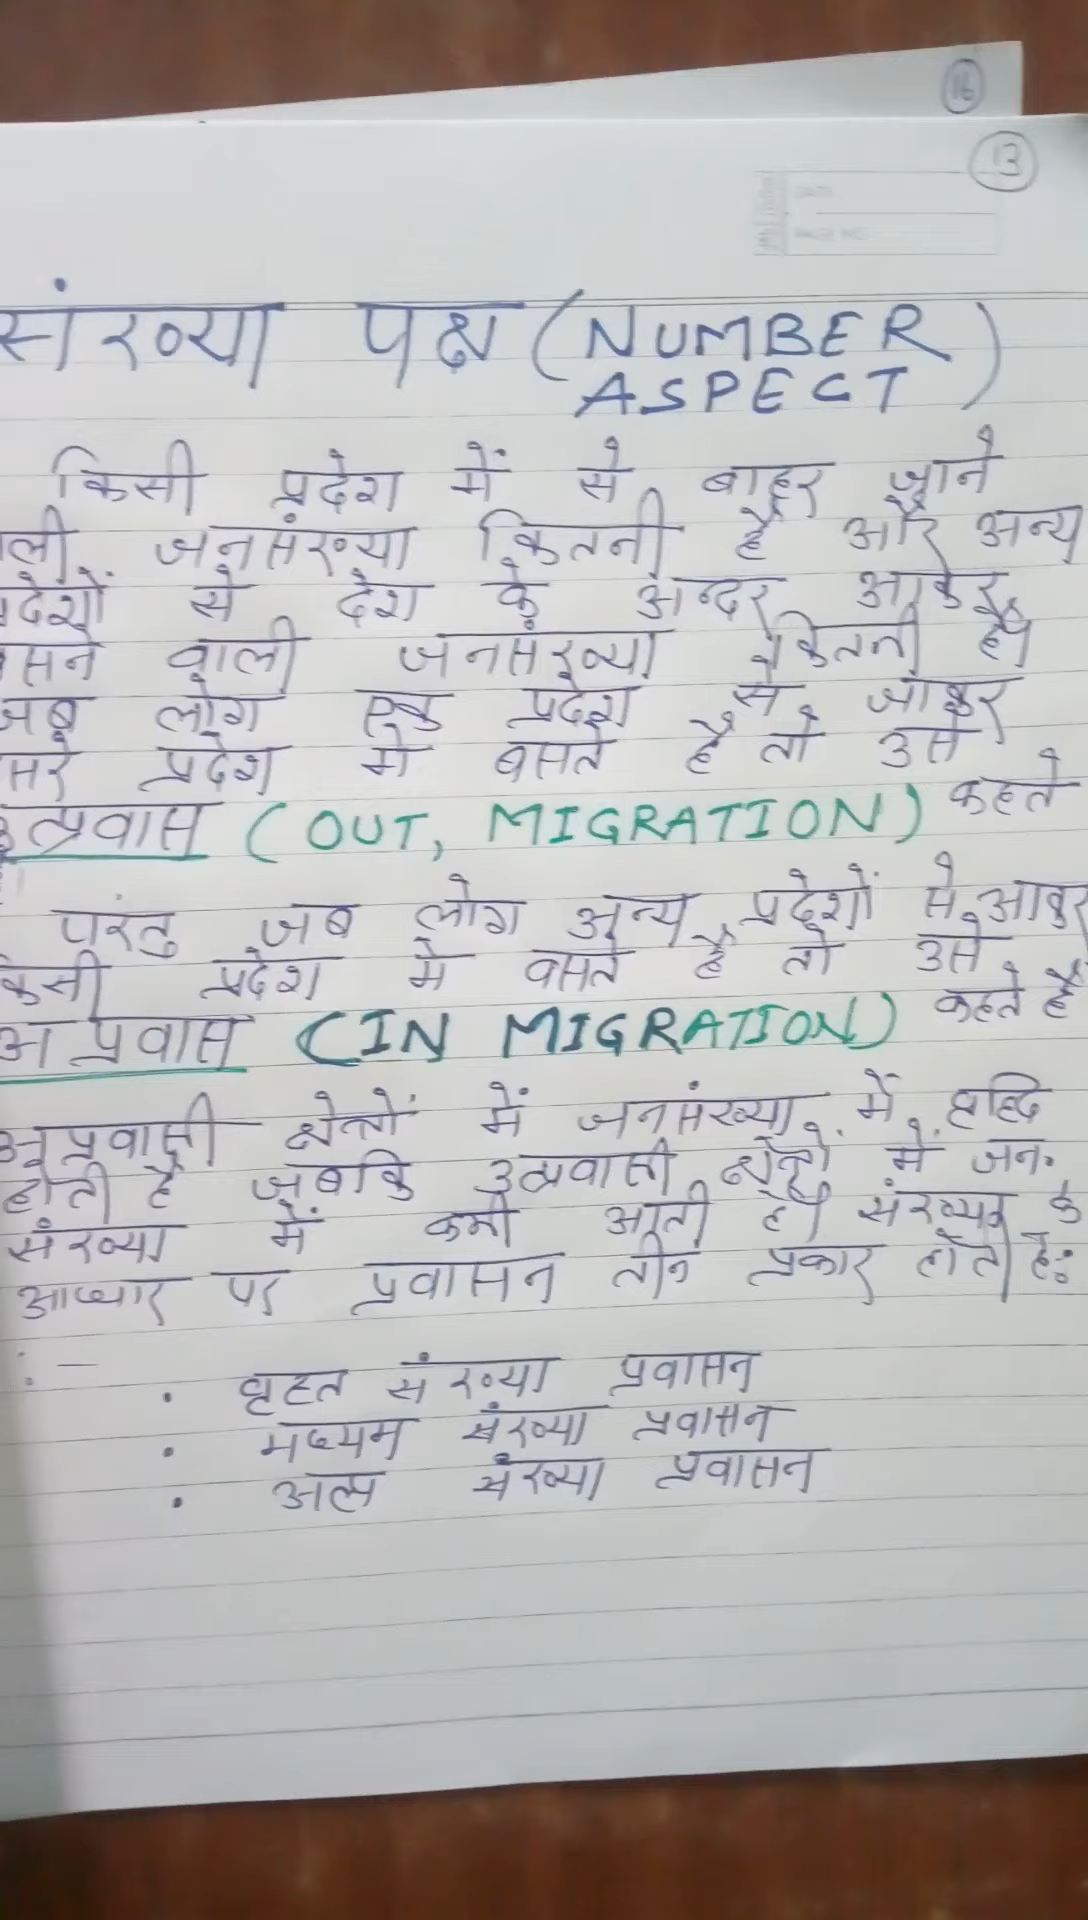 16
13
संख्या पक्ष (NUMBER
ASPECT)
किसी प्रदेश में से बाहर जाने
ली जनसंख्या कितनी है और अन्य
देशों से देश के अन्दर आकर
सने वाली जनसंख्या कितनी है।
जब लोग एक प्रदेश से जाकर
सरे प्रदेश में बसते है तो उसे
उत्प्रवास (OUT, MIGRATION) कहते
परंतु जब लोग अन्य प्रदेशों से आकर
किसी प्रदेश में वसते है तो उसे
अप्रवास (IN MIGRATION) कहते है
अप्रवासी क्षेत्रों में जनसंख्या में वृद्धि
होती है जबकि उत्प्रवासी क्षेत्रों में जन-
संख्या में कमी आती है। संख्या के
आधार पर प्रवासन तीन प्रकार होती है:
: —
• वृहत संख्या प्रवासन
• मध्यम संख्या प्रवासन
• अल्प संख्या प्रवासन